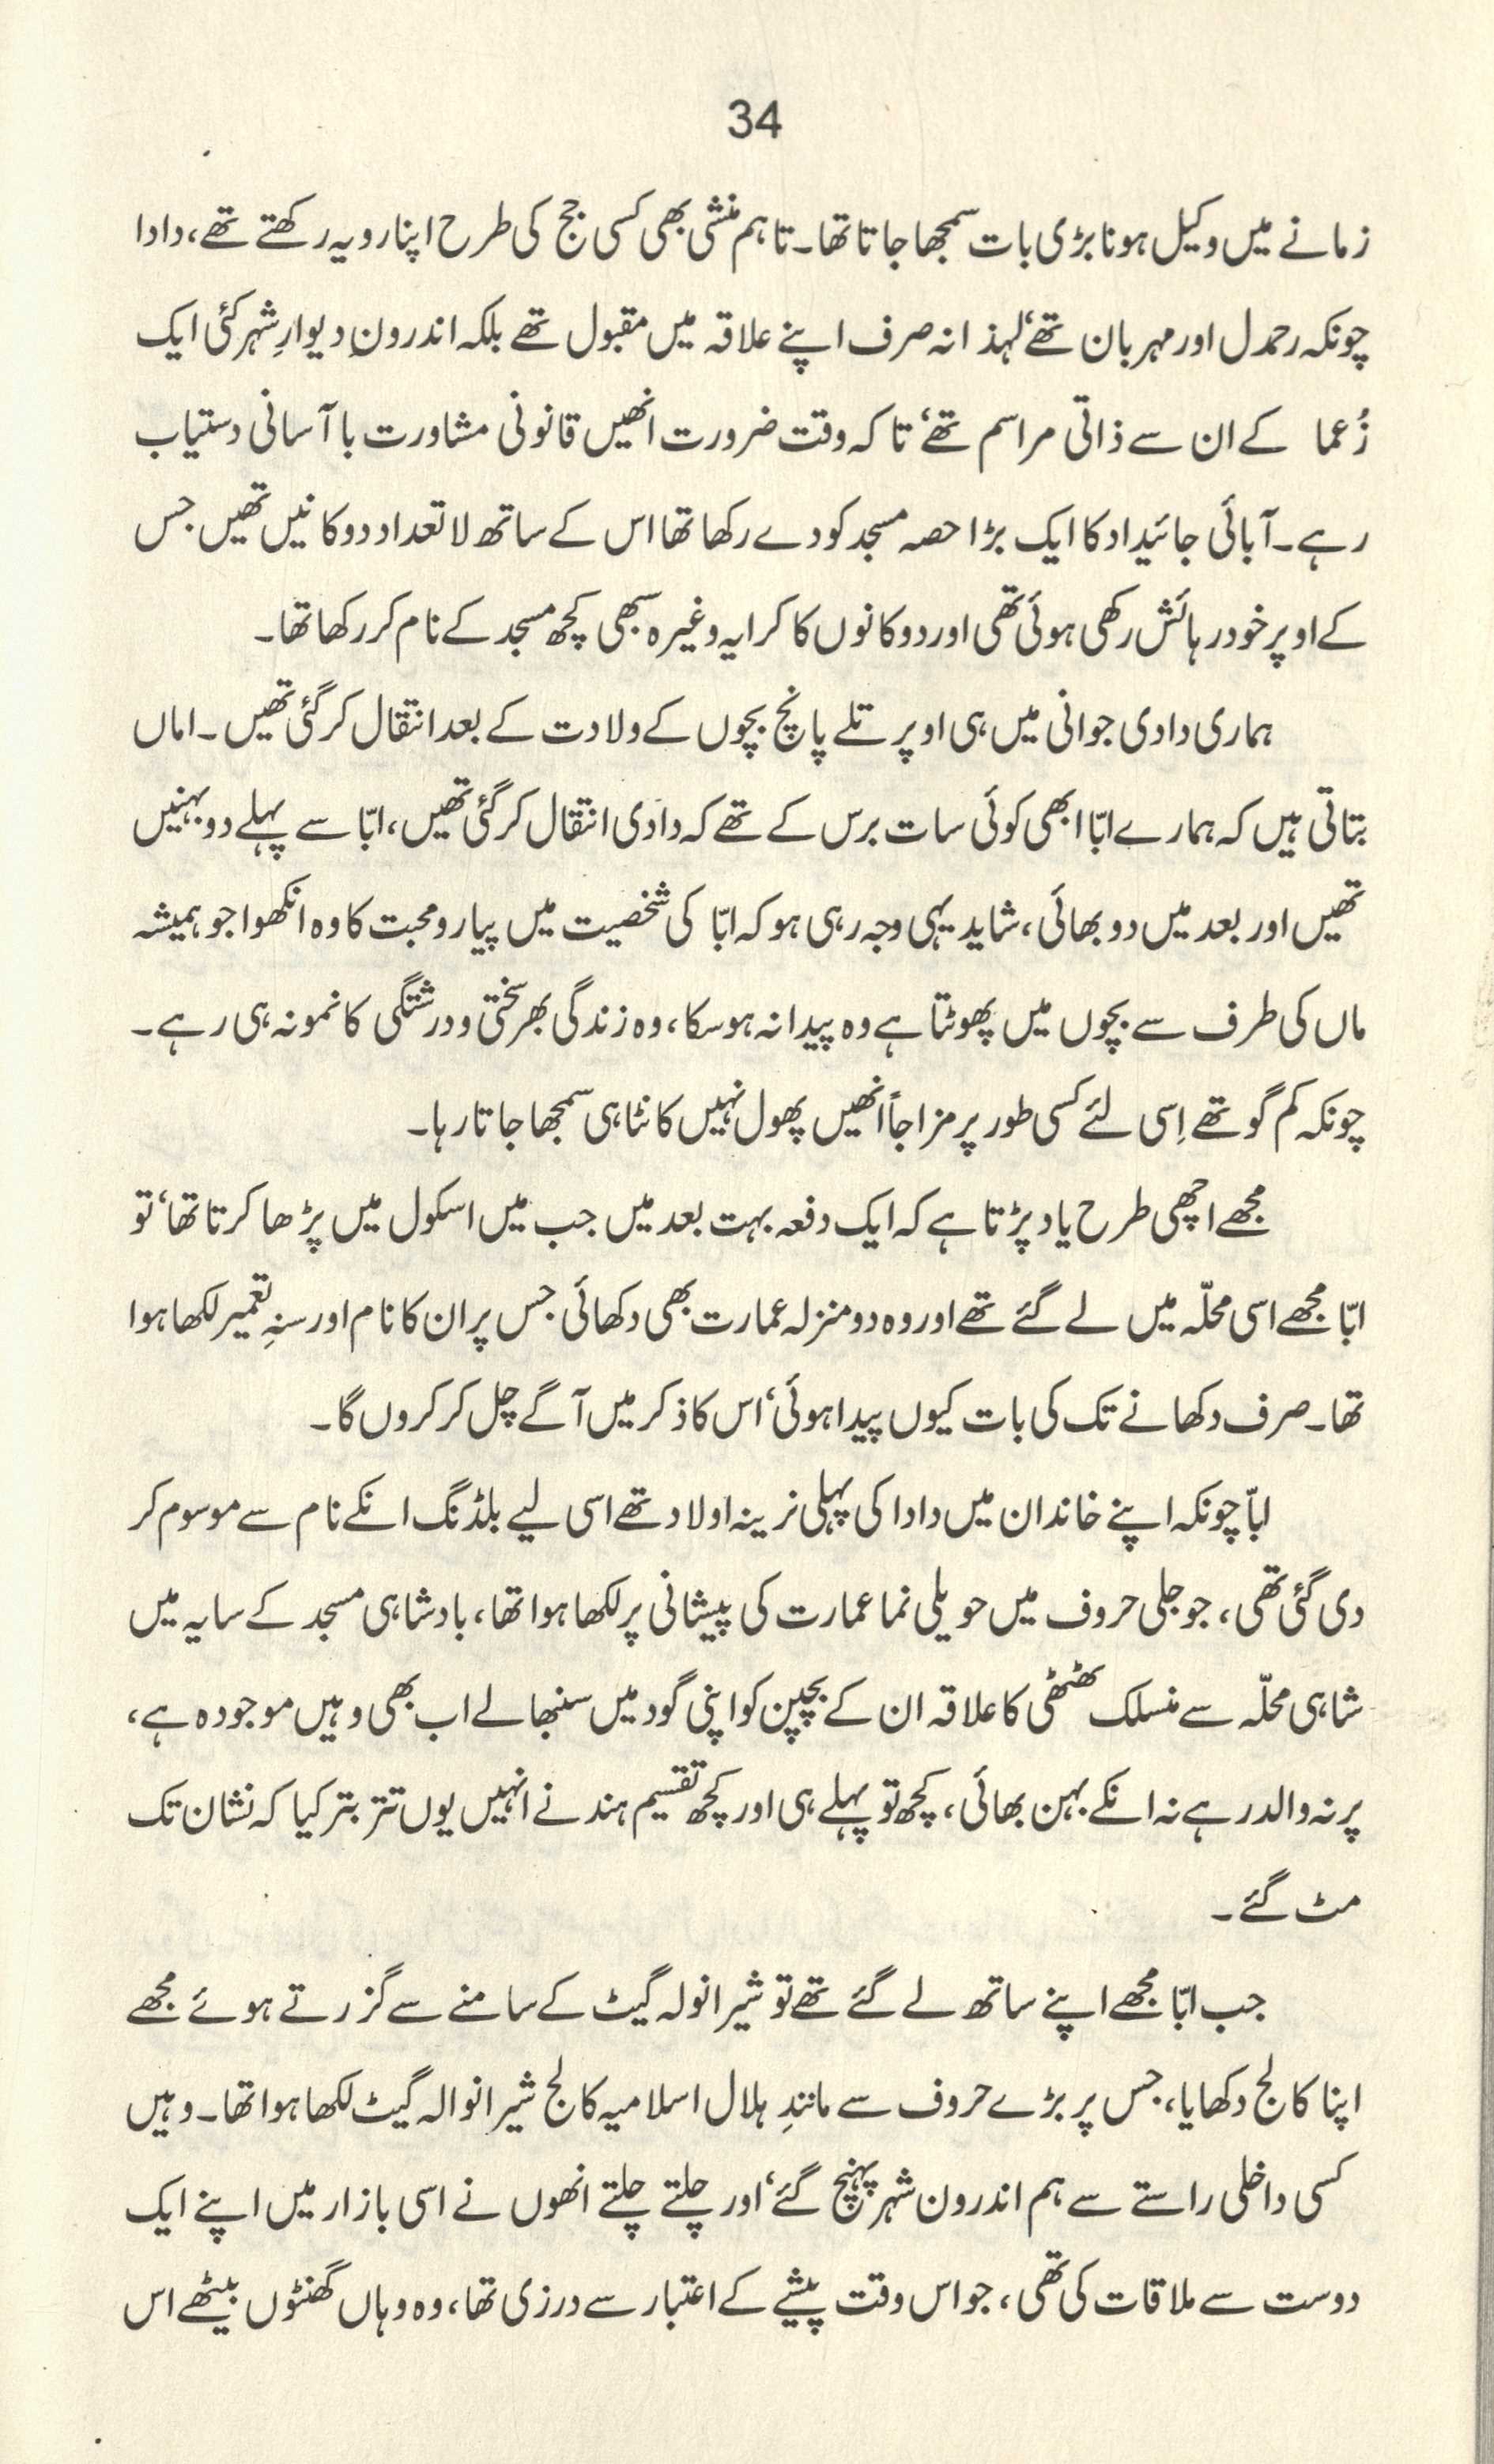 34
زمانے میں وکیل ہونا بڑی بات سمجھا جاتا تھا۔ تاہم منشی بھی کسی جج کی طرح اپنا رویہ رکھتے تھے، دادا
چونکہ رحمدل اور مہربان تھے‘ لہذا نہ صرف اپنے علاقہ میں مقبول تھے بلکہ اندرونِ دیوارِ شہر کئی ایک
زُعما کے ان سے ذاتی مراسم تھے‘ تاکہ وقت ضرورت انھیں قانونی مشاورت با آسانی دستیاب
رہے۔ آبائی جائیداد کا ایک بڑا حصہ مسجد کو دے رکھا تھا اس کے ساتھ لاتعداد دوکانیں تھیں جس
کے اوپر خود رہائش رکھی ہوئی تھی اور دوکانوں کا کرایہ وغیرہ سبھی کچھ مسجد کے نام کر رکھا تھا۔
ہماری دادی جوانی میں ہی اوپر تلے پانچ بچوں کے ولادت کے بعد انتقال کر گئی تھیں۔ اماں
بتاتی ہیں کہ ہمارے ابّا ابھی کوئی سات برس کے تھے کہ دادی انتقال کر گئی تھیں، ابّا سے پہلے دو بہنیں
تھیں اور بعد میں دو بھائی، شاید یہی وجہ رہی ہو کہ ابّا کی شخصیت میں پیار و محبت کا وہ انکھوا جو ہمیشہ
ماں کی طرف سے بچوں میں پھوٹتا ہے وہ پیدا نہ ہو سکا، وہ زندگی بھر سختی و درشتگی کا نمونہ ہی رہے۔
چونکہ کم گو تھے اِسی لئے کسی طور پر مزاجاً انھیں پھول نہیں کانٹا ہی سمجھا جاتا رہا۔
مجھے اچھی طرح یاد پڑتا ہے کہ ایک دفعہ بہت بعد میں جب میں اسکول میں پڑھا کرتا تھا‘ تو
ابّا مجھے اسی محلّہ میں لے گئے تھے اور وہ دو منزلہ عمارت بھی دکھائی جس پر ان کا نام اور سنہِ تعمیر لکھا ہوا
تھا۔ صرف دکھانے تک کی بات کیوں پیدا ہوئی‘ اس کا ذکر میں آگے چل کر کروں گا۔
ابّا چونکہ اپنے خاندان میں دادا کی پہلی نرینہ اولاد تھے اسی لیے بلڈنگ انکے نام سے موسوم کر
دی گئی تھی، جو جلی حروف میں حویلی نما عمارت کی پیشانی پر لکھا ہوا تھا، بادشاہی مسجد کے سایہ میں
شاہی محلّہ سے منسلک ٹھٹھی کا علاقہ ان کے بچپن کو اپنی گود میں سنبھالے اب بھی وہیں موجودہ ہے،
پر نہ والد رہے نہ انکے بہن بھائی، کچھ تو پہلے ہی اور کچھ تقسیم ہند نے انہیں یوں تتر بتر کیا کہ نشان تک
مٹ گئے۔
جب ابّا مجھے اپنے ساتھ لے گئے تھے تو شیرانولہ گیٹ کے سامنے سے گزرتے ہوئے مجھے
اپنا کالج دکھایا، جس پر بڑے حروف سے مانندِ ہلال اسلامیہ کالج شیرانوالہ گیٹ لکھا ہوا تھا۔ وہیں
کسی داخلی راستے سے ہم اندرون شہر پہنچ گئے‘ اور چلتے چلتے انھوں نے اسی بازار میں اپنے ایک
دوست سے ملاقات کی تھی، جو اس وقت پیشے کے اعتبار سے درزی تھا، وہ وہاں گھنٹوں بیٹھے اس